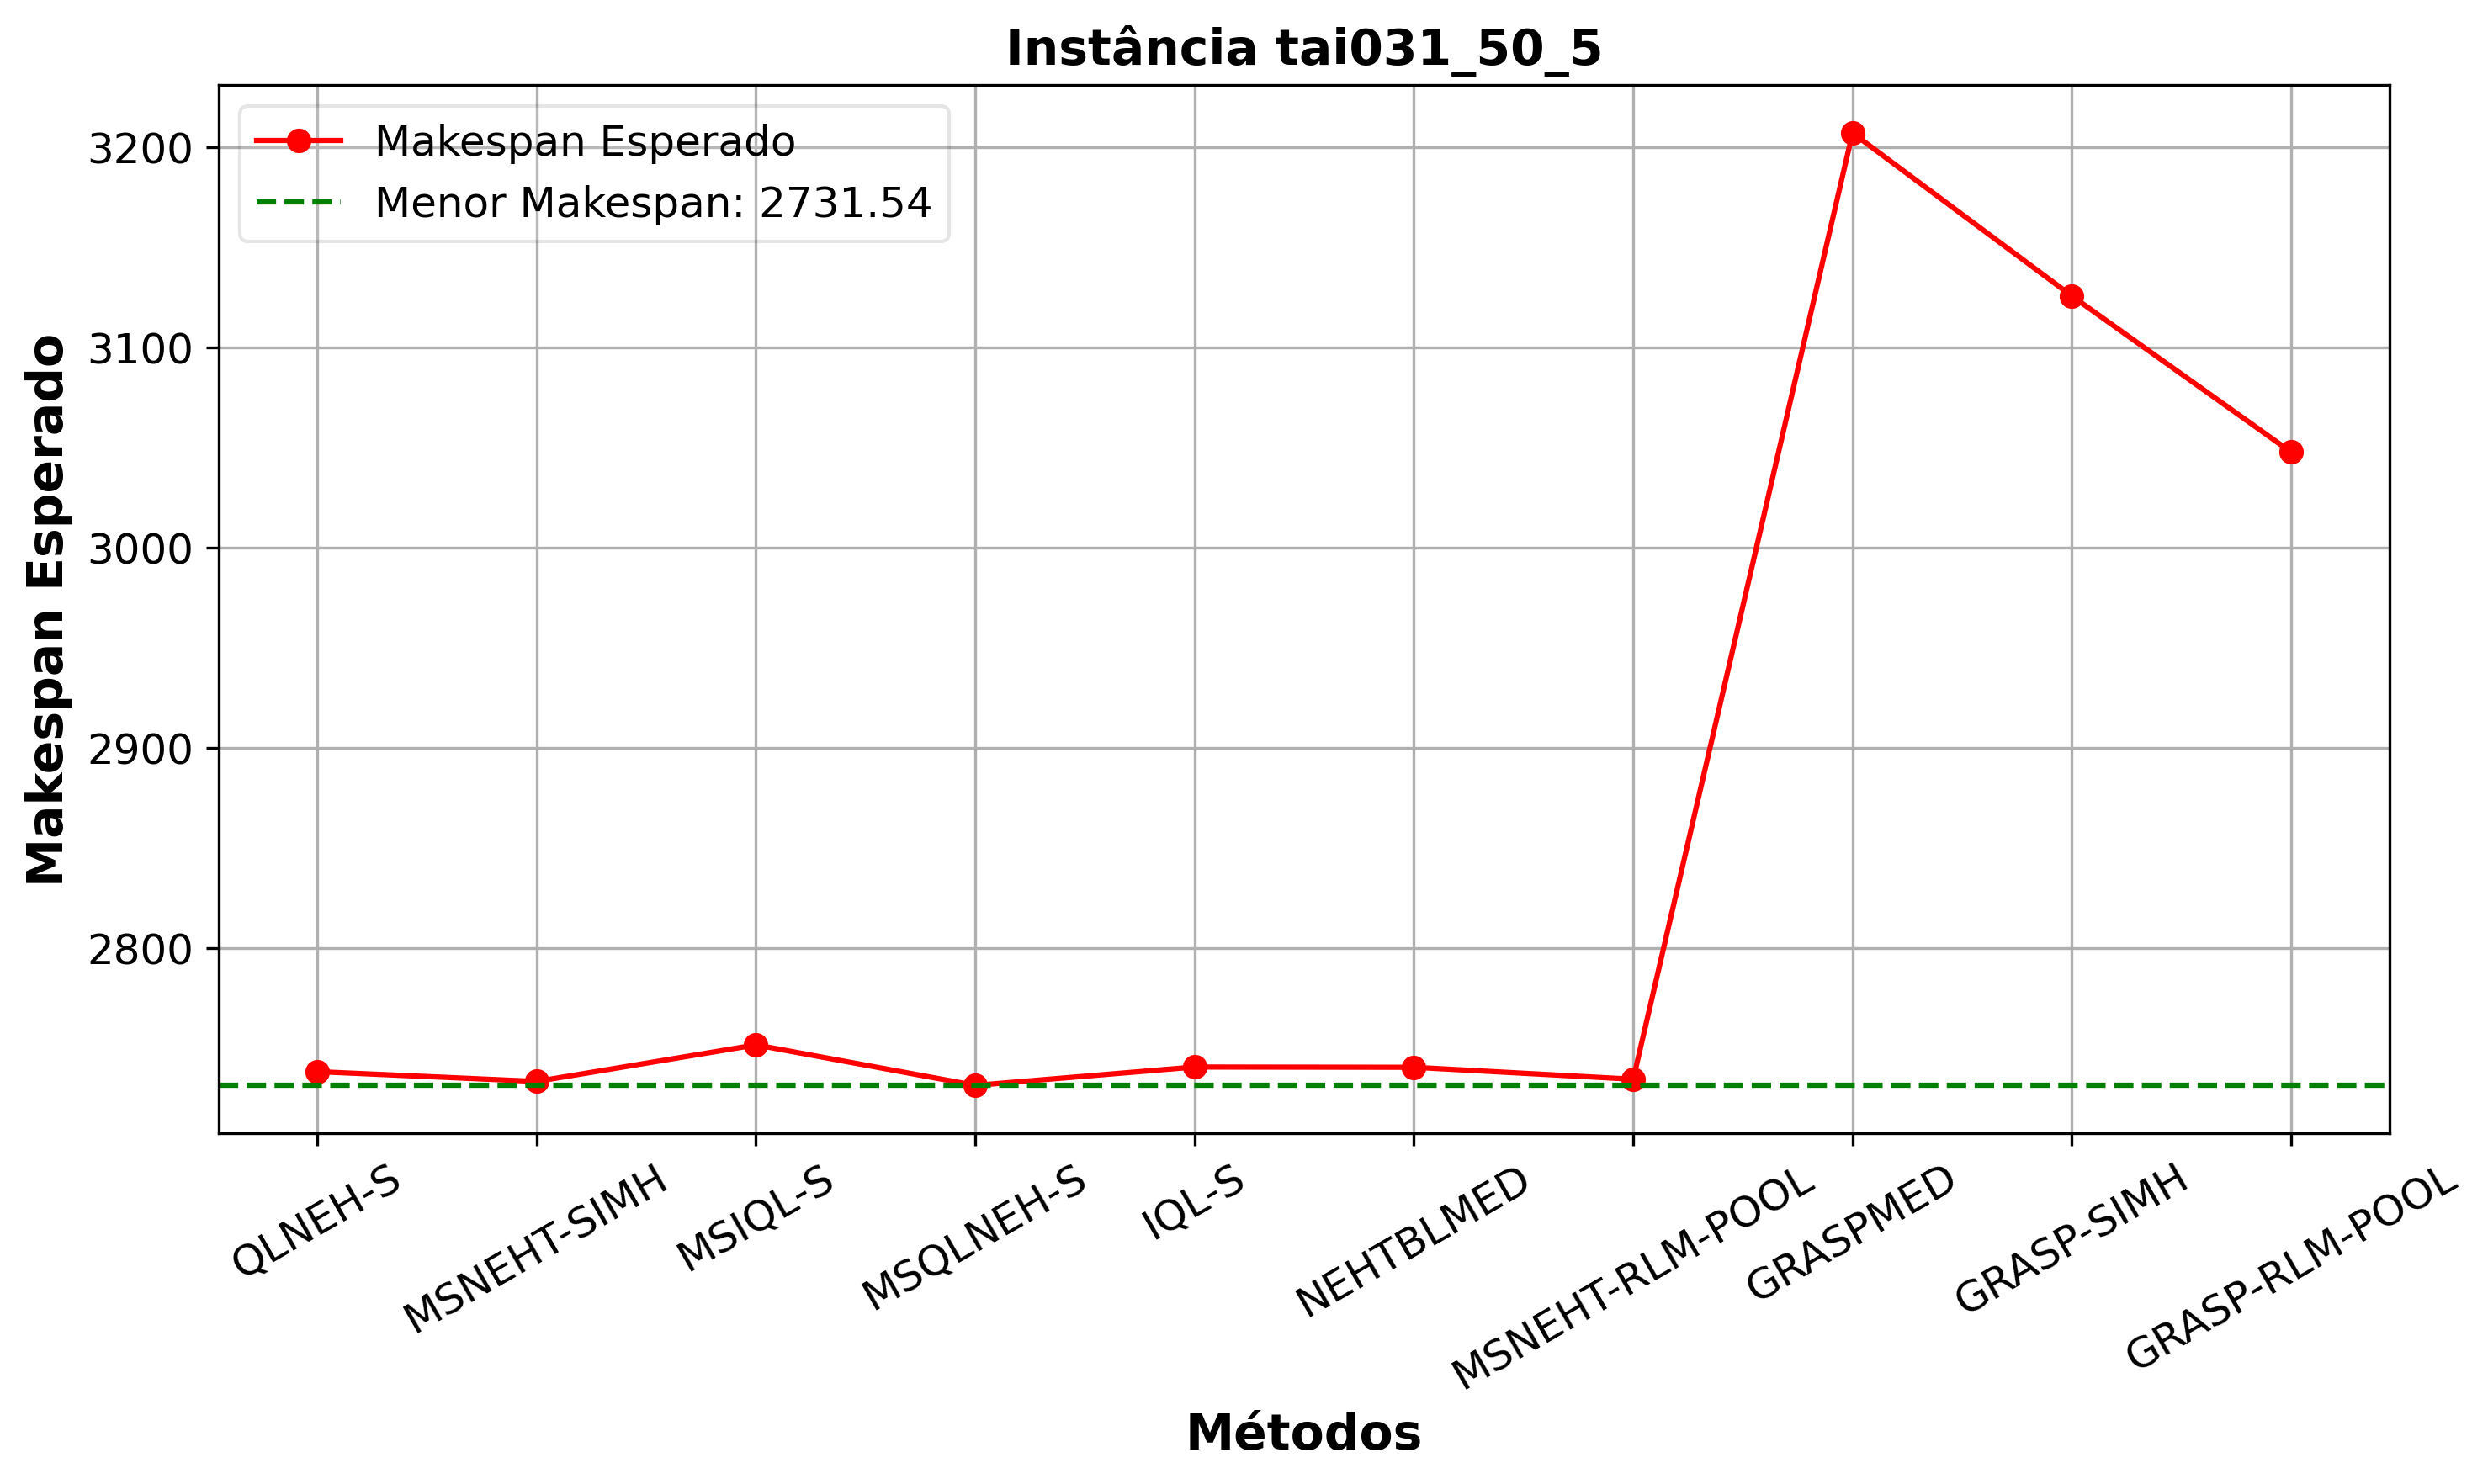 Instância tai031_50_5
Makespan Esperado
Menor Makespan: 2731.54
Makespan Esperado
3200
3100
3000
2900
2800
QLNEH-S
MSNEHT-SIMH
MSIQL-S
MSQLNEH-S
IQL-S
NEHTBLMED
MSNEHT-RLM-POOL
GRASPMED
GRASP-SIMH
GRASP-RLM-POOL
Métodos